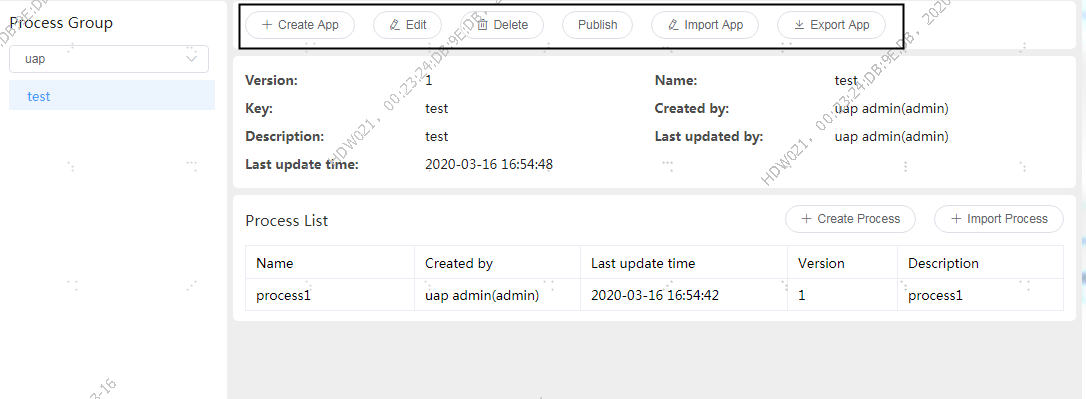 Process Group
uap
test
Create App Edit Delete Publish Import App Export App
Version: 1 Name: test
Key: test Created by: uap admin(admin)
Description: test Last updated by: uap admin(admin)
Last update time: 2020-03-16 16:54:48
Process List Create Process Import Process
Name Created by Last update time Version Description
process1 uap admin(admin) 2020-03-16 16:54:42 1 process1
HDW021, 00:23:24:DB:9E:DB, 2020
HDW021, 00:23:24:DB:9E:DB, 2020
:DB:9E:DB, 2020
3-16